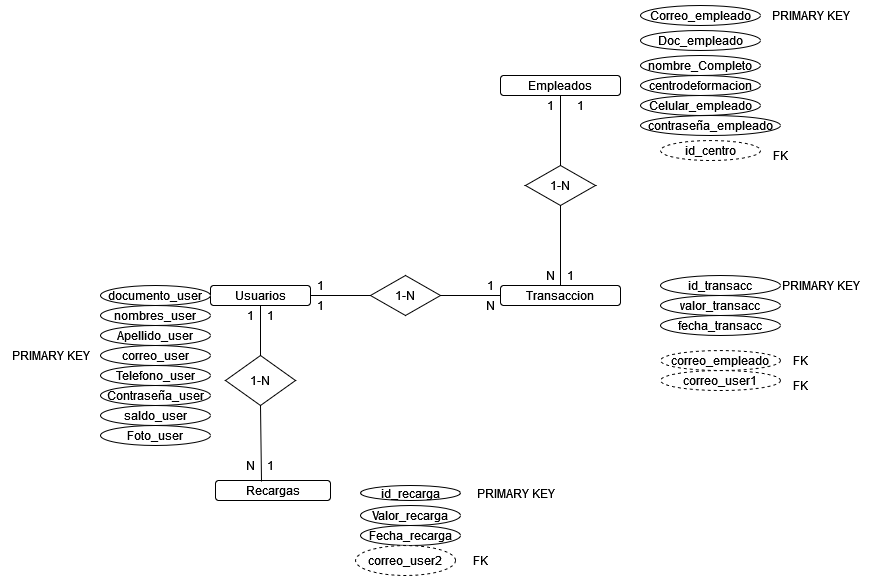 Correo_empleado PRIMARY KEY
Doc_empleado
nombre_Completo
Empleados
centrodeformacion
1 1
Celular_empleado
contraseña_empleado
id_centro
FK
1-N
N 1
id_transacc PRIMARY KEY
documento_user Usuarios 1 1 Transaccion
1-N
1 N
valor_transacc
nombres_user 1 1
fecha_transacc
Apellido_user
PRIMARY KEY correo_user
correo_empleado FK
Telefono_user
1-N
correo_user1 FK
Contraseña_user
saldo_user
Foto_user
N 1
Recargas
id_recarga PRIMARY KEY
Valor_recarga
Fecha_recarga
correo_user2 FK